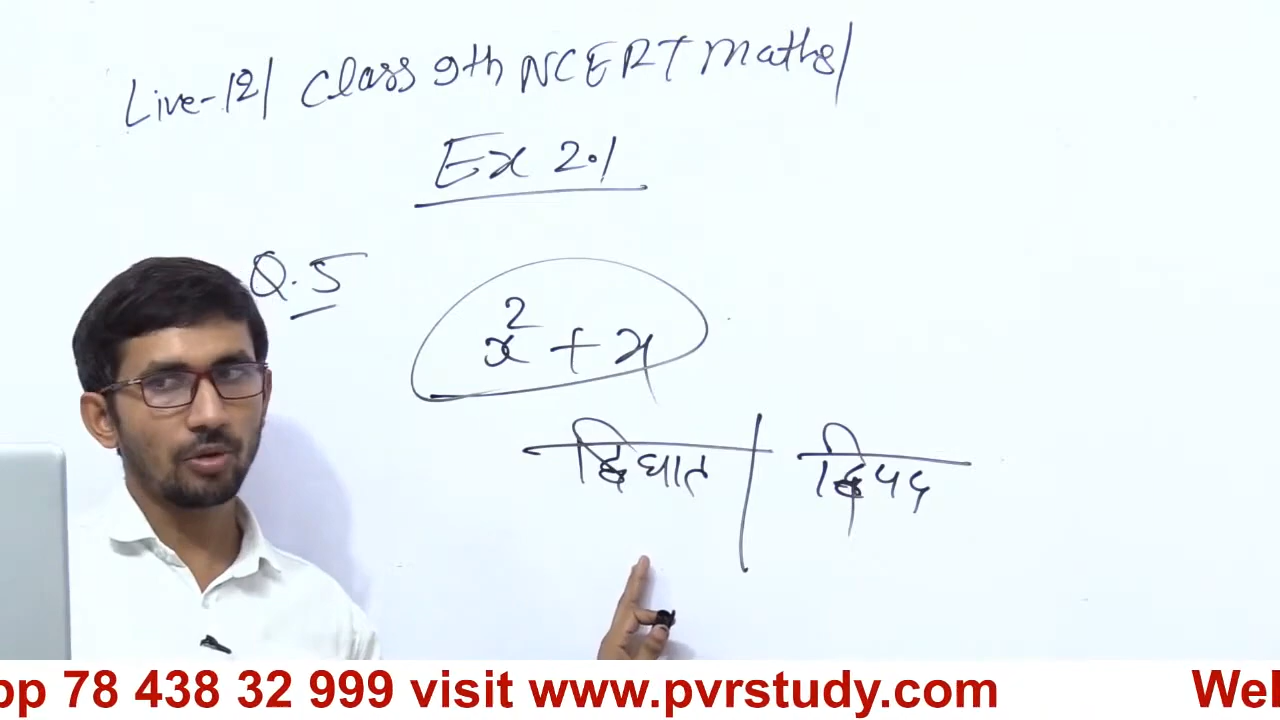 Live-12/ Class 9th NCERT Maths/
Ex 2.1
Q.5
x² + x
द्विघात | द्विपद
pp 78 438 32 999 visit www.pvrstudy.com Wel